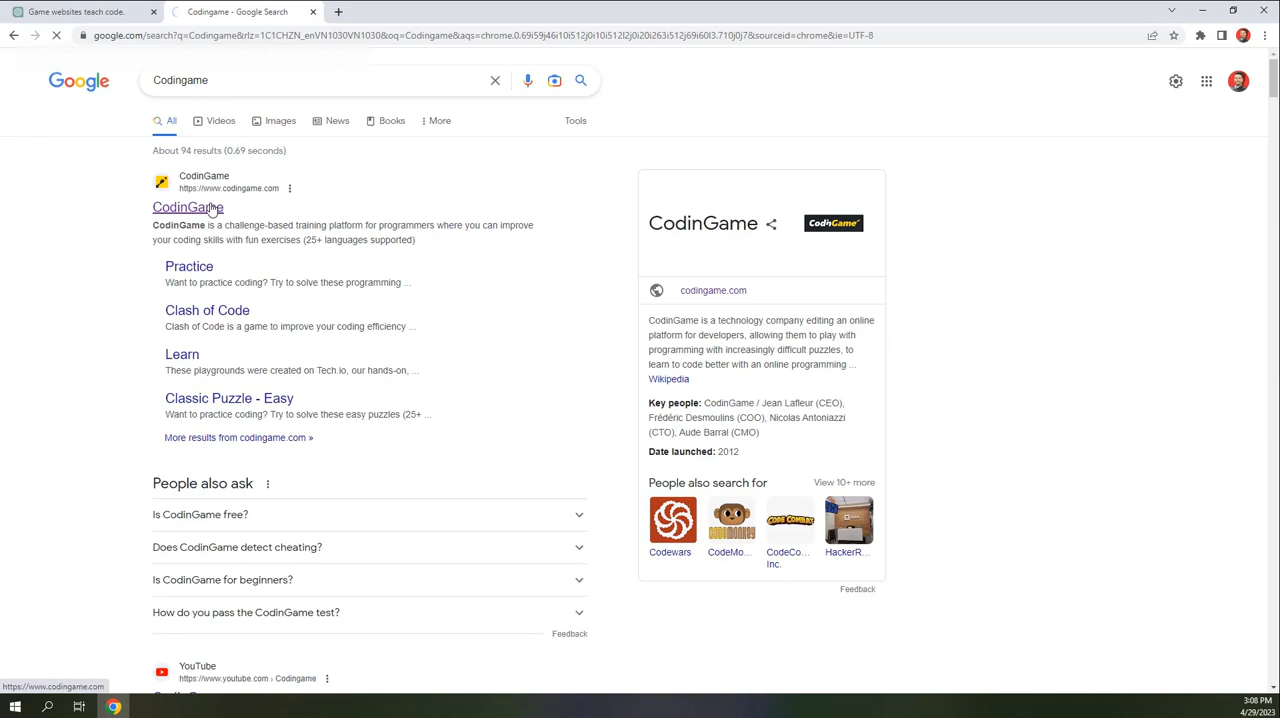 Game websites teach code.
Codingame - Google Search
google.com/search?q=Codingame&rlz=1C1CHZN_enVN1030VN1030&oq=Codingame&aqs=chrome.0.69i59j46i10i512j0i10i512l2j0i20i263i512j69i60l3.710j0j7&sourceid=chrome&ie=UTF-8
Google
Codingame
All
Videos
Images
News
Books
More
Tools
About 94 results (0.69 seconds)
CodinGame
https://www.codingame.com
CodinGame
CodinGame is a challenge-based training platform for programmers where you can improve
your coding skills with fun exercises (25+ languages supported)
Practice
Want to practice coding? Try to solve these programming ...
Clash of Code
Clash of Code is a game to improve your coding efficiency ...
Learn
These playgrounds were created on Tech.io, our hands-on, ...
Classic Puzzle - Easy
Want to practice coding? Try to solve these easy puzzles (25+ ...
More results from codingame.com »
People also ask
Is CodinGame free?
Does CodinGame detect cheating?
Is CodinGame for beginners?
How do you pass the CodinGame test?
Feedback
YouTube
https://www.youtube.com › Codingame
CodinGame
CodinGame
codingame.com
CodinGame is a technology company editing an online
platform for developers, allowing them to play with
programming with increasingly difficult puzzles, to
learn to code better with an online programming ...
Wikipedia
Key people: CodinGame / Jean Lafleur (CEO),
Frédéric Desmoulins (COO), Nicolas Antoniazzi
(CTO), Aude Barral (CMO)
Date launched: 2012
People also search for
View 10+ more
CODEMONKEY
CODE COMBAT
Codewars
CodeMo...
CodeCo...
Inc.
HackerR...
Feedback
https://www.codingame.com
3:08 PM
4/29/2023